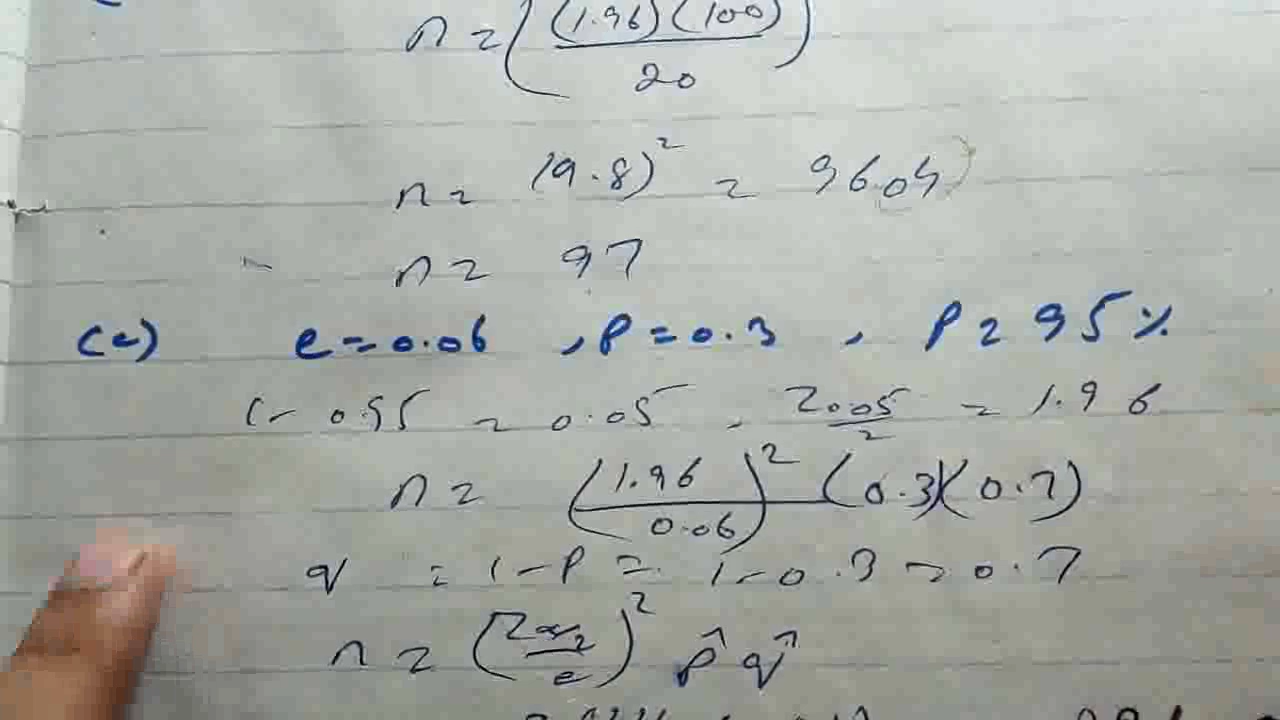 n = ( (1.96)(100) / 20 )
n = (9.8)² = 96.04)
n = 97
(c) e = 0.06 , P = 0.3 , P = 95 %
1 - 0.95 = 0.05 , Z 0.05/2 = 1.96
n = (1.96 / 0.06)² (0.3)(0.7)
q = 1 - P = 1 - 0.3 = 0.7
n = (Zα/2 / e)² p̂ q̂